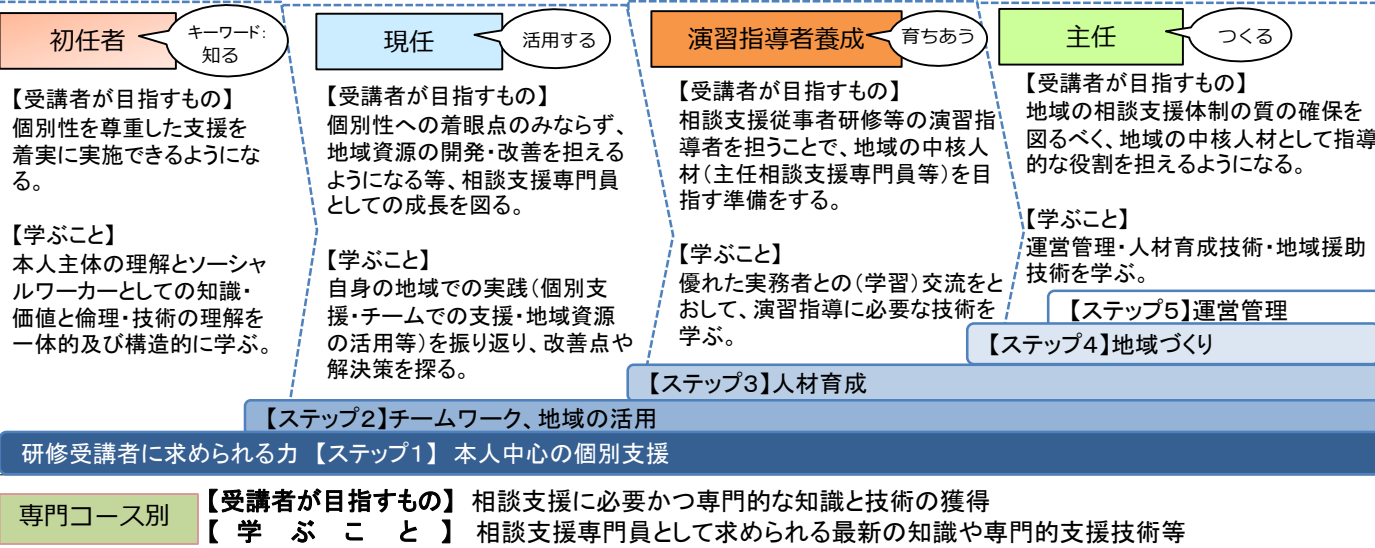 初任者
キーワード:
知る
【受講者が目指すもの】
個別性を尊重した支援を
着実に実施できるようにな
る。
【学ぶこと】
本人主体の理解とソーシャ
ルワーカーとしての知識・
価値と倫理・技術の理解を
一体的及び構造的に学ぶ。
現任
活用する
【受講者が目指すもの】
個別性への着眼点のみならず、
地域資源の開発・改善を担える
ようになる等、相談支援専門員
としての成長を図る。
【学ぶこと】
自身の地域での実践(個別支
援・チームでの支援・地域資源
の活用等)を振り返り、改善点や
解決策を探る。
演習指導者養成
育ちあう
【受講者が目指すもの】
相談支援従事者研修等の演習指
導者を担うことで、地域の中核人
材(主任相談支援専門員等)を目
指す準備をする。
【学ぶこと】
優れた実務者との(学習)交流をと
おして、演習指導に必要な技術を
学ぶ。
主任
つくる
【受講者が目指すもの】
地域の相談支援体制の質の確保を
図るべく、地域の中核人材として指導
的な役割を担えるようになる。
【学ぶこと】
運営管理・人材育成技術・地域援助
技術を学ぶ。
【ステップ5】運営管理
【ステップ4】地域づくり
【ステップ3】人材育成
【ステップ2】チームワーク、地域の活用
研修受講者に求められる力 【ステップ1】 本人中心の個別支援
専門コース別
【受講者が目指すもの】 相談支援に必要かつ専門的な知識と技術の獲得
【 学 ぶ こ と 】 相談支援専門員として求められる最新の知識や専門的支援技術等